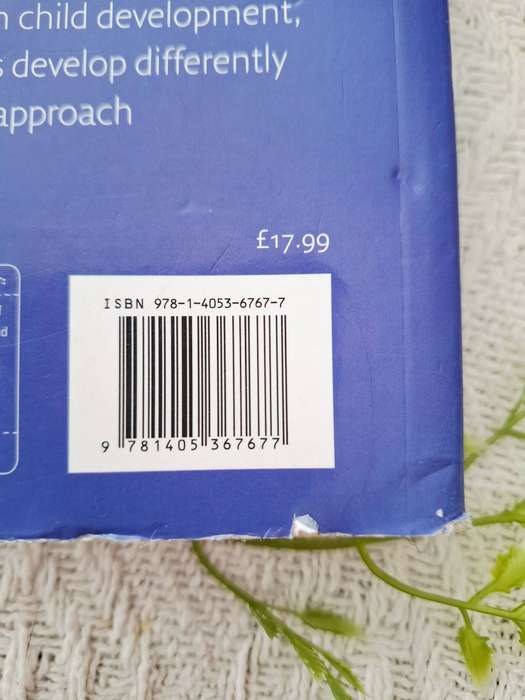 n child development,
s develop differently
approach
£17.99
ISBN 978-1-4053-6767-7
9 781405 367677